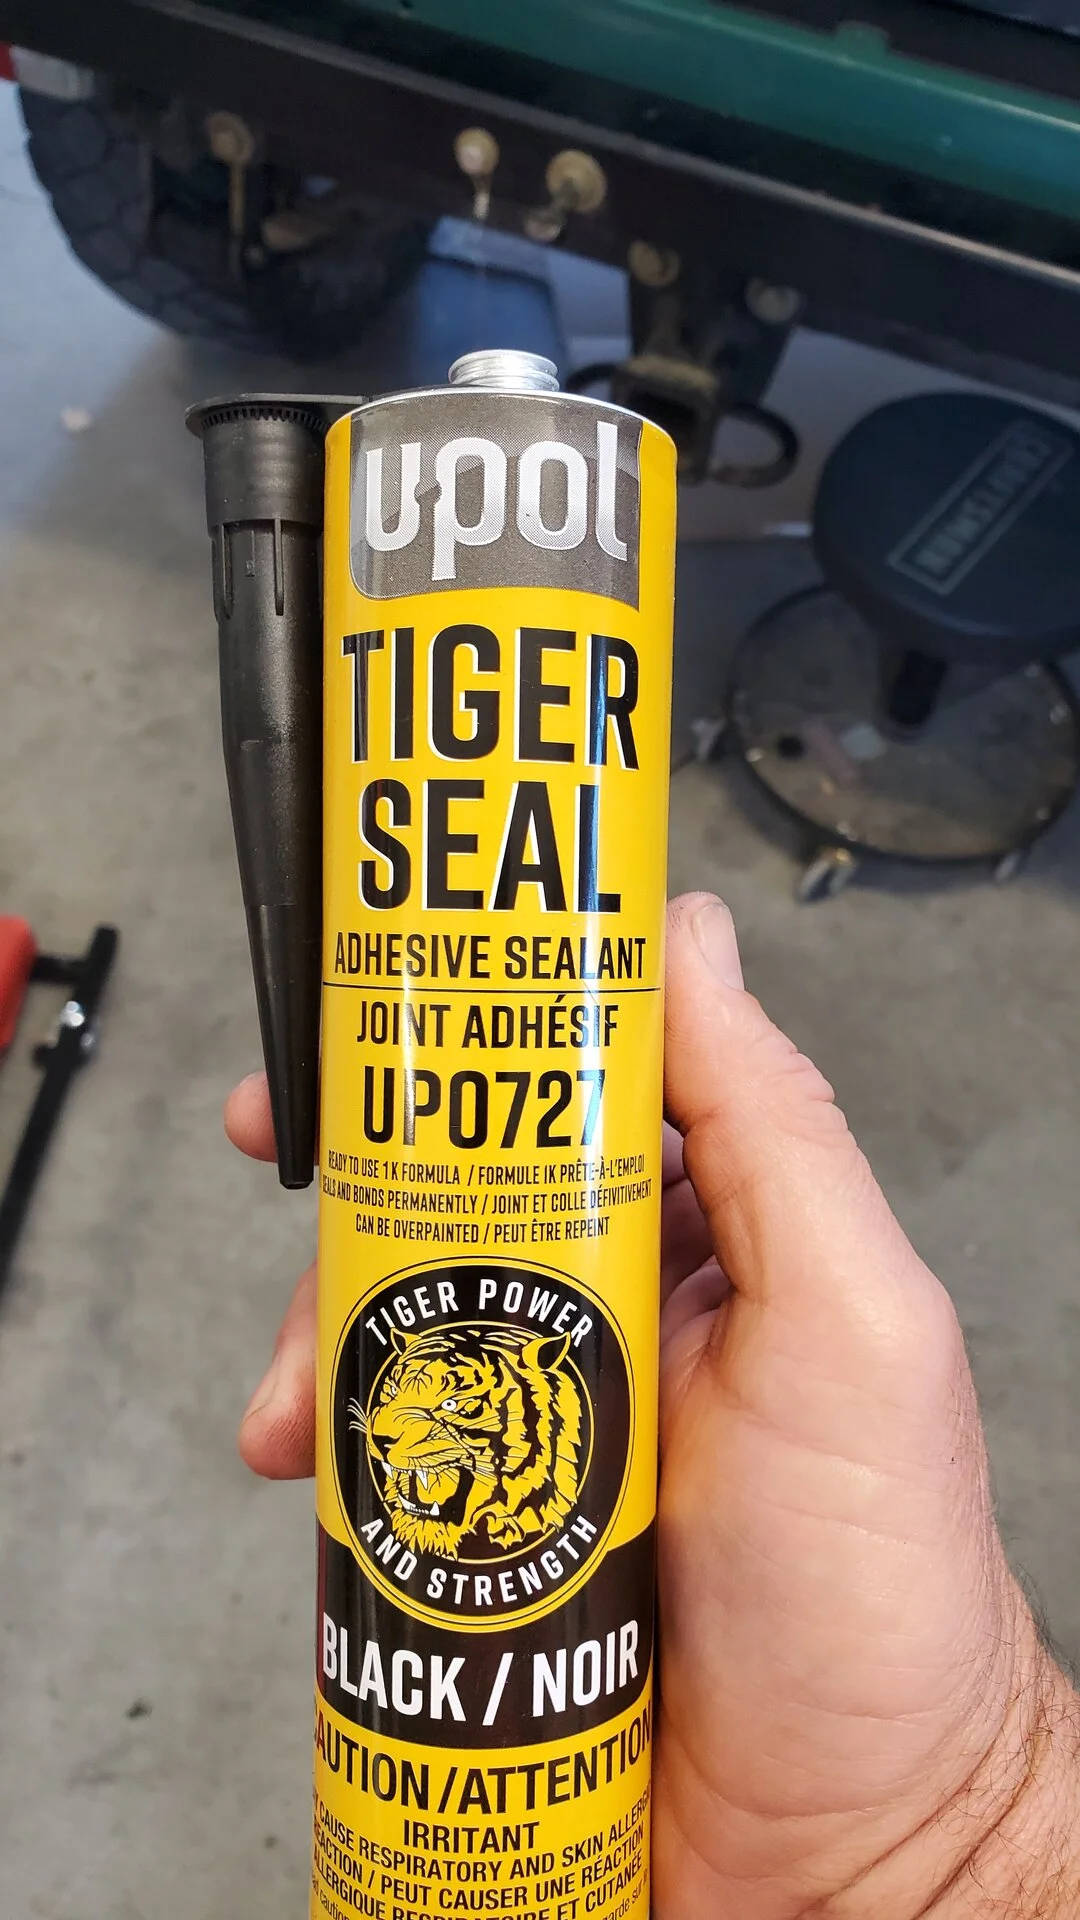 upol
TIGER
SEAL
ADHESIVE SEALANT
JOINT ADHÉSIF
UP0727
READY TO USE 1K FORMULA / FORMULE 1K PRÊTE-À-L'EMPLOI
SEALS AND BONDS PERMANENTLY / JOINT ET COLLE DÉFIVITIVEMENT
CAN BE OVERPAINTED / PEUT ÊTRE REPEINT
TIGER POWER
AND STRENGTH
BLACK / NOIR
CAUTION/ATTENTION
IRRITANT
CAUSE RESPIRATORY AND SKIN ALLERGIC
REACTION / PEUT CAUSER UNE RÉACTION
ALLERGIQUE RESPIRATOIRE ET CUTANÉE